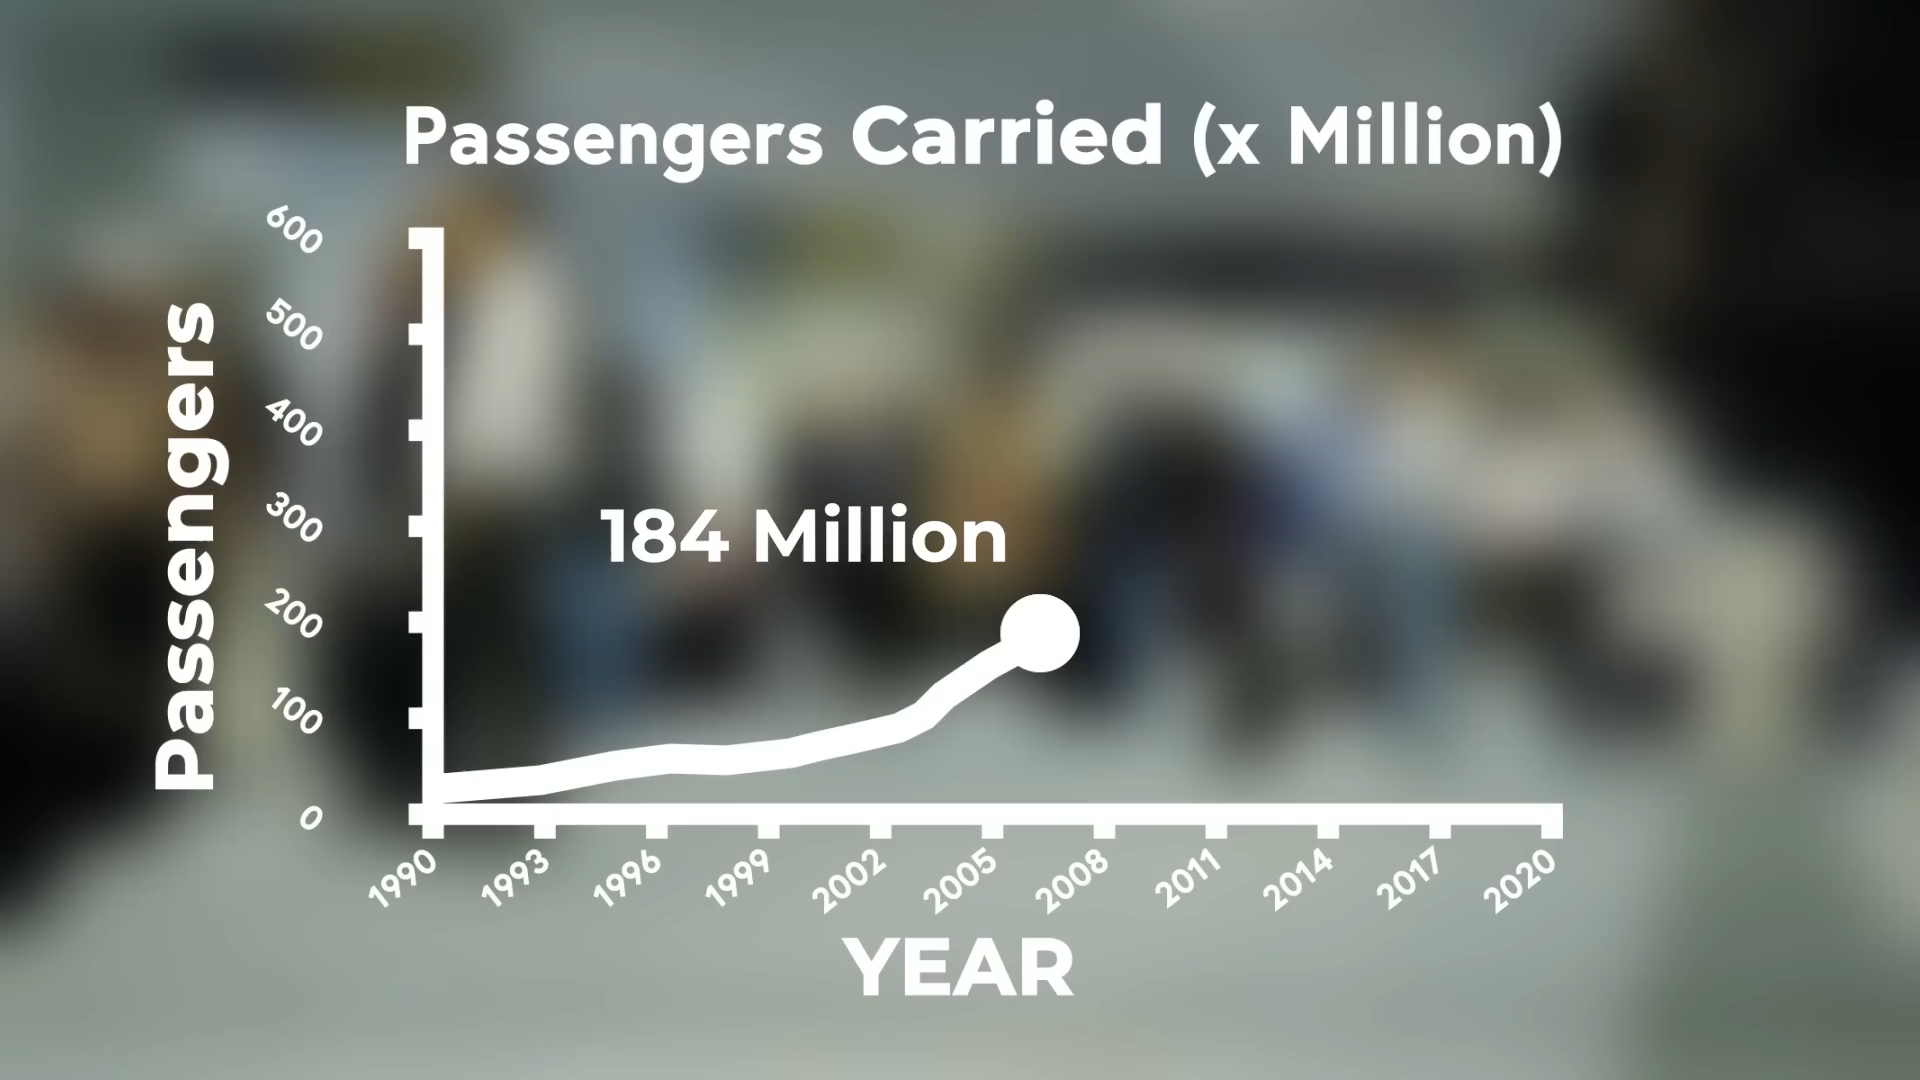 Passengers Carried (x Million)
600
500
400
300
200
100
0
Passengers
184 Million
1990 1993 1996 1999 2002 2005 2008 2011 2014 2017 2020
YEAR